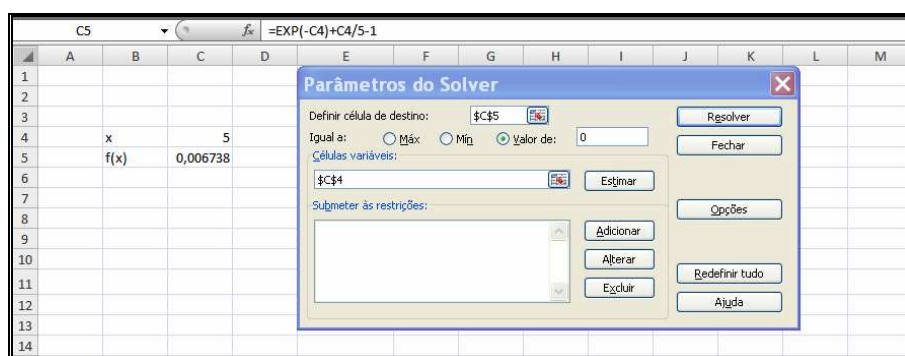 C5 fx =EXP(-C4)+C4/5-1
A B C D E F G H I J K L M
1
2
3
4 x 5
5 f(x) 0,006738
6
7
8
9
10
11
12
13
14
Parâmetros do Solver
Definir célula de destino: $C$5
Igual a: Máx Mín Valor de: 0
Células variáveis:
$C$4 Estimar
Submeter às restrições:
Adicionar
Alterar
Excluir
Resolver
Fechar
Opções
Redefinir tudo
Ajuda